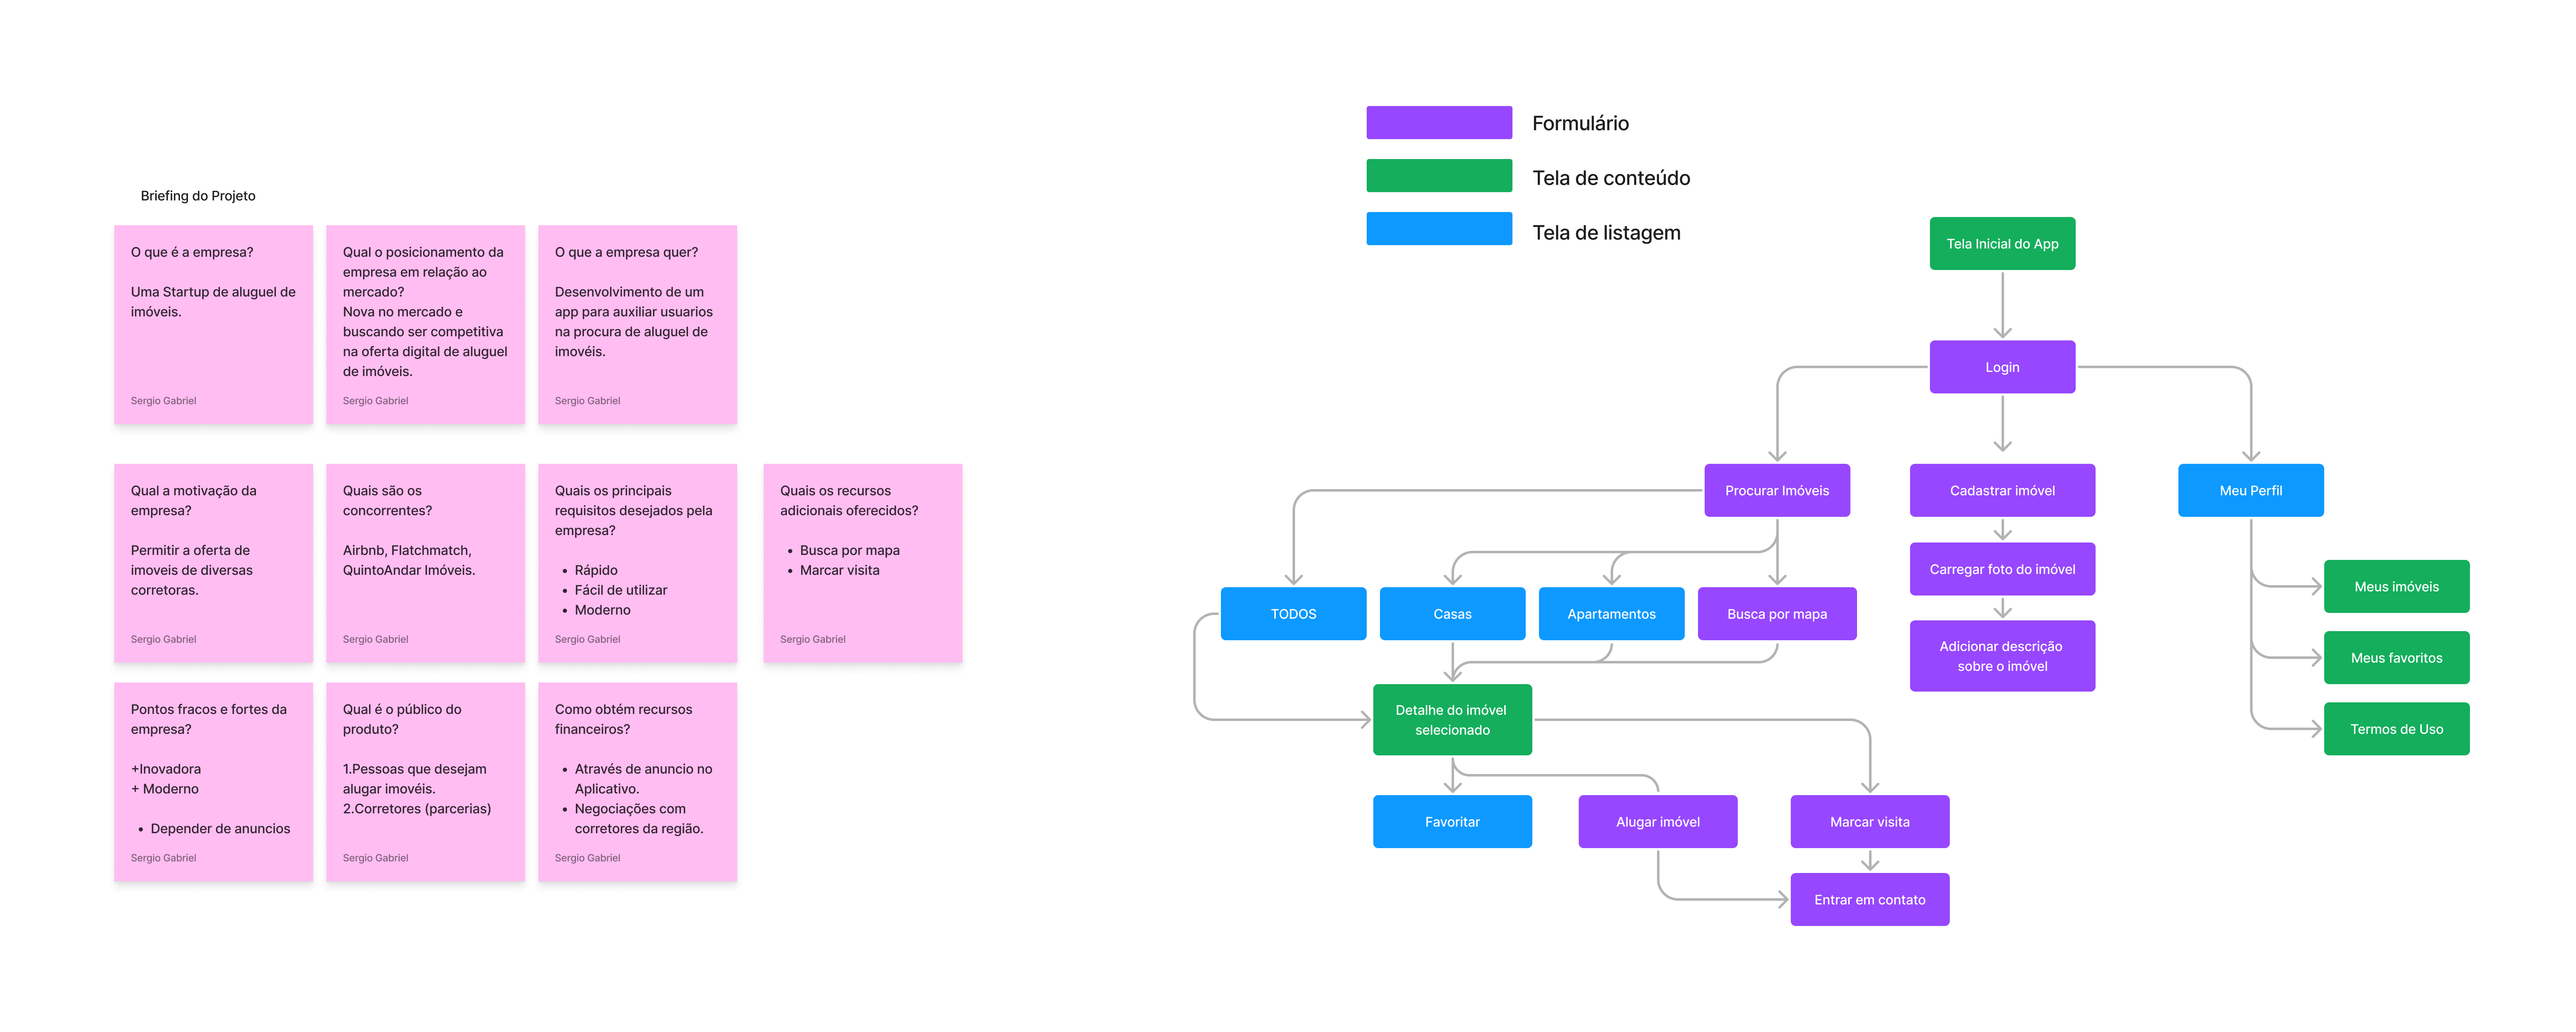 Briefing do Projeto
O que é a empresa?
Uma Startup de aluguel de
imóveis.
Sergio Gabriel
Qual o posicionamento da
empresa em relação ao
mercado?
Nova no mercado e
buscando ser competitiva
na oferta digital de aluguel
de imóveis.
Sergio Gabriel
O que a empresa quer?
Desenvolvimento de um
app para auxiliar usuarios
na procura de aluguel de
imovéis.
Sergio Gabriel
Qual a motivação da
empresa?
Permitir a oferta de
imoveis de diversas
corretoras.
Sergio Gabriel
Quais são os
concorrentes?
Airbnb, Flatchmatch,
QuintoAndar Imóveis.
Sergio Gabriel
Quais os principais
requisitos desejados pela
empresa?
• Rápido
• Fácil de utilizar
• Moderno
Sergio Gabriel
Quais os recursos
adicionais oferecidos?
• Busca por mapa
• Marcar visita
Sergio Gabriel
Pontos fracos e fortes da
empresa?
+Inovadora
+ Moderno
• Depender de anuncios
Sergio Gabriel
Qual é o público do
produto?
1.Pessoas que desejam
alugar imovéis.
2.Corretores (parcerias)
Sergio Gabriel
Como obtém recursos
financeiros?
• Através de anuncio no
Aplicativo.
• Negociações com
corretores da região.
Sergio Gabriel
Formulário
Tela de conteúdo
Tela de listagem
Tela Inicial do App
Login
Procurar Imóveis
Cadastrar imóvel
Meu Perfil
Carregar foto do imóvel
Adicionar descrição
sobre o imóvel
Meus imóveis
Meus favoritos
Termos de Uso
TODOS
Casas
Apartamentos
Busca por mapa
Detalhe do imóvel
selecionado
Favoritar
Alugar imóvel
Marcar visita
Entrar em contato